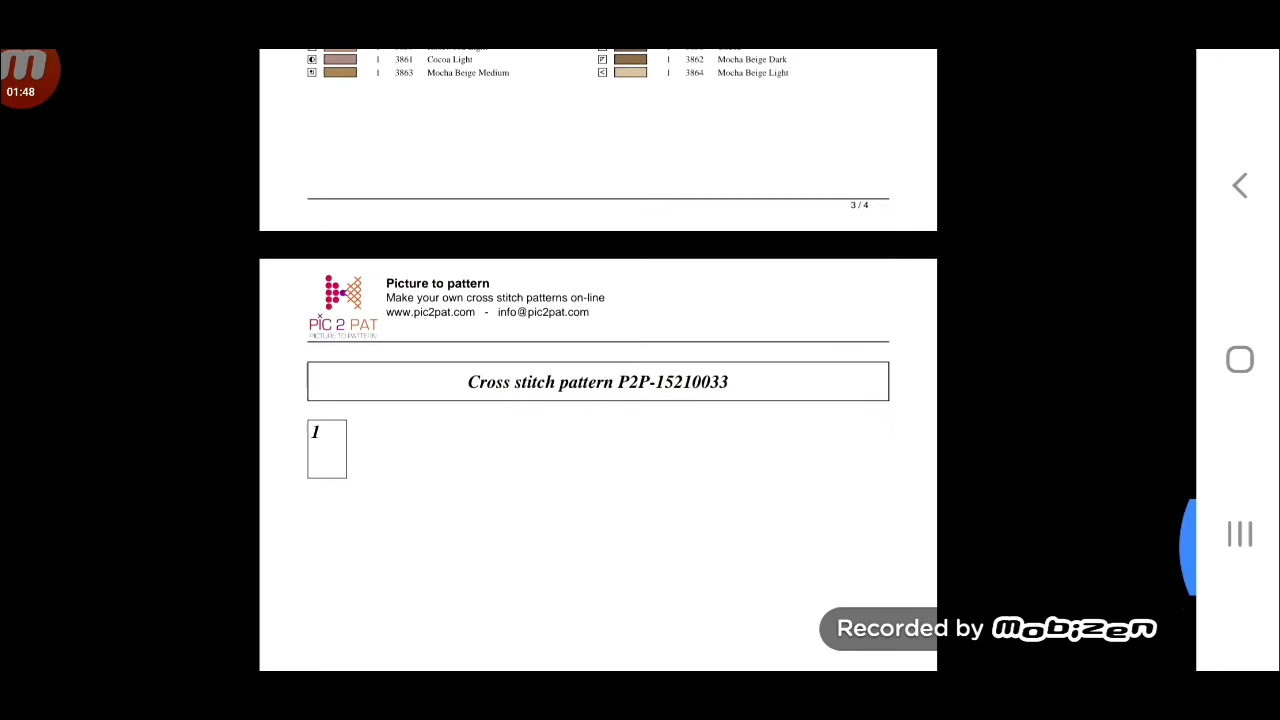 m
01:48
1 3861 Cocoa Light 1 3862 Mocha Beige Dark
1 3863 Mocha Beige Medium < 1 3864 Mocha Beige Light
3 / 4
PIC 2 PAT
PICTURE TO PATTERN
Picture to pattern
Make your own cross stitch patterns on-line
www.pic2pat.com - info@pic2pat.com
Cross stitch pattern P2P-15210033
1
Recorded by mobizen